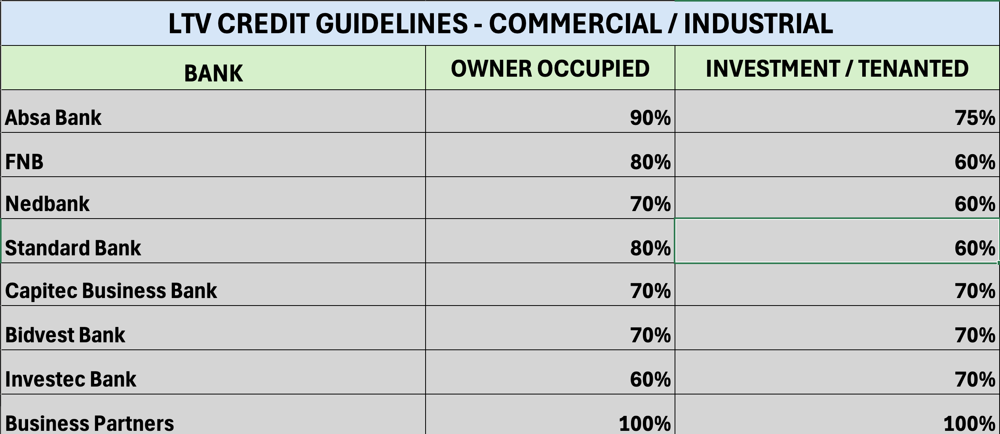 LTV CREDIT GUIDELINES - COMMERCIAL / INDUSTRIAL
BANK OWNER OCCUPIED INVESTMENT / TENANTED
Absa Bank 90% 75%
FNB 80% 60%
Nedbank 70% 60%
Standard Bank 80% 60%
Capitec Business Bank 70% 70%
Bidvest Bank 70% 70%
Investec Bank 60% 70%
Business Partners 100% 100%